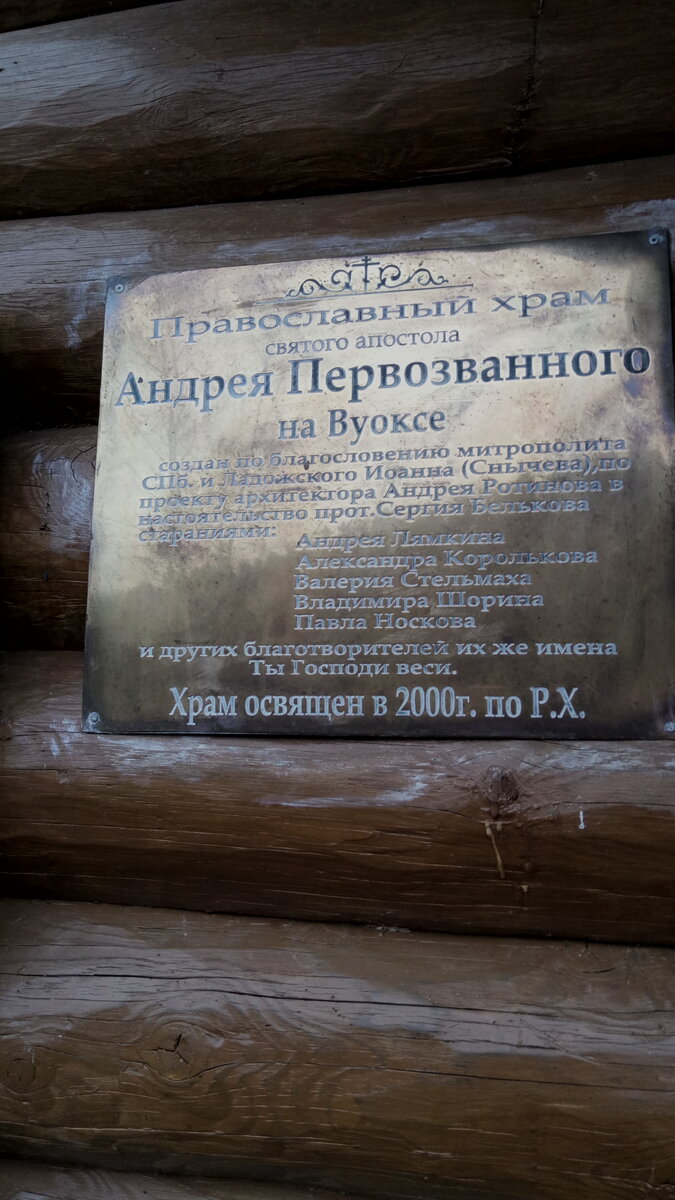 Православный храм
святого апостола
Андрея Первозванного
на Вуоксе
создан по благословению митрополита
СПб. и Ладожского Иоанна (Снычева),по
проекту архитектора Андрея Ротинова в
настоятельство прот.Сергия Белькова
стараниями: Андрея Лямкина
Александра Королькова
Валерия Стельмаха
Владимира Шорина
Павла Носкова
и других благотворителей их же имена
Ты Господи веси.
Храм освящен в 2000г. по Р.Х.